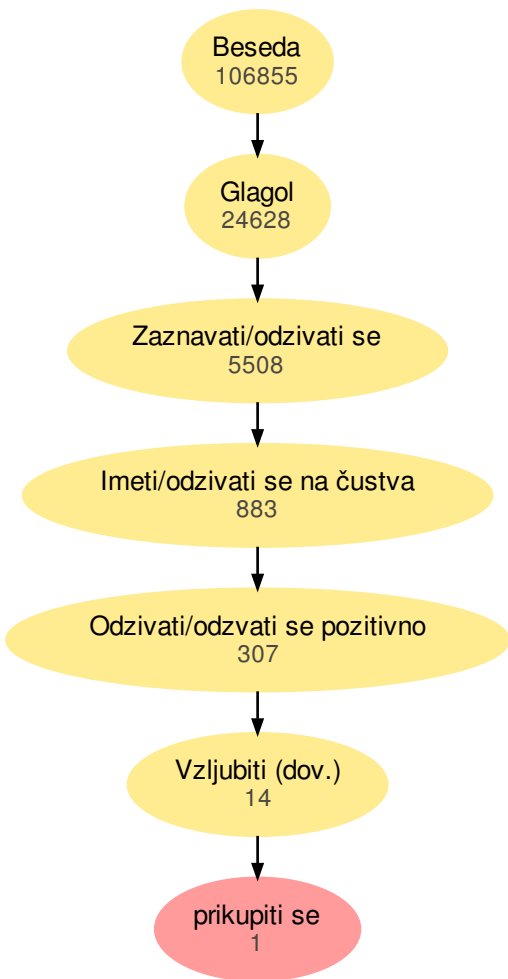 Beseda
106855
Glagol
24628
Zaznavati/odzivati se
5508
Imeti/odzivati se na čustva
883
Odzivati/odzvati se pozitivno
307
Vzljubiti (dov.)
14
prikupiti se
1